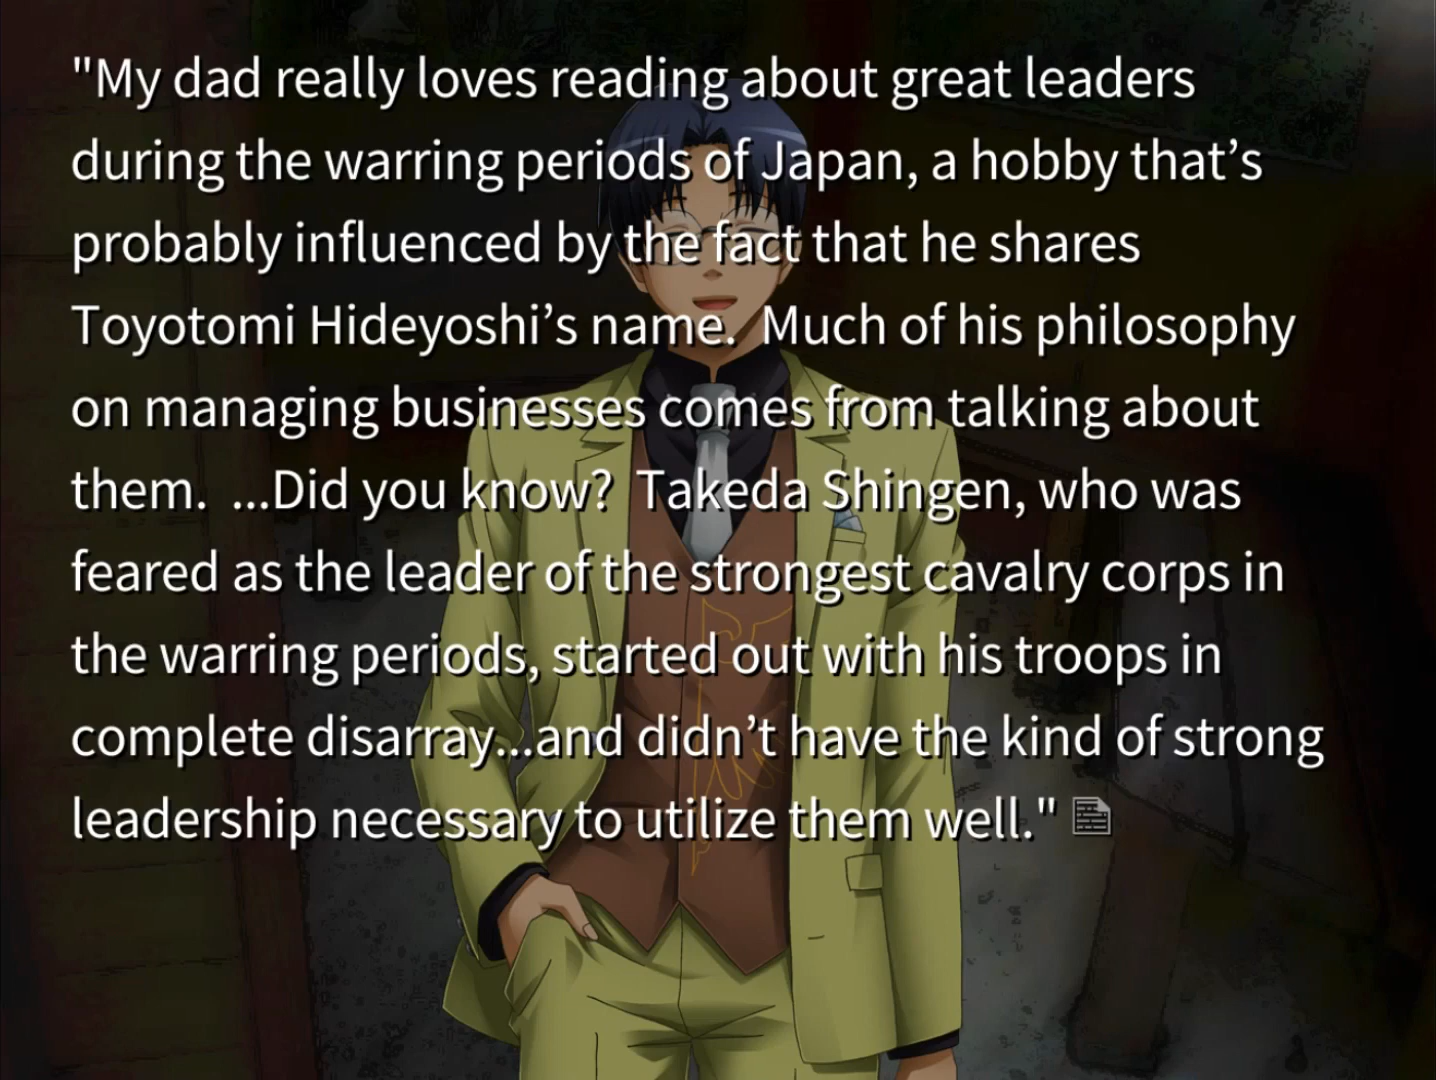 "My dad really loves reading about great leaders
during the warring periods of Japan, a hobby that’s
probably influenced by the fact that he shares
Toyotomi Hideyoshi’s name.  Much of his philosophy
on managing businesses comes from talking about
them.  ...Did you know?  Takeda Shingen, who was
feared as the leader of the strongest cavalry corps in
the warring periods, started out with his troops in
complete disarray...and didn’t have the kind of strong
leadership necessary to utilize them well."